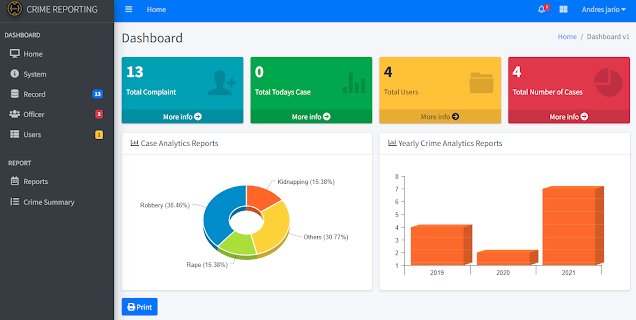 CRIME REPORTING
Home
1
Andres jario
DASHBOARD
Home
System
Record 13
Officer 2
Users
REPORT
Reports
Crime Summary
Dashboard
Home / Dashboard v1
13
Total Complaint
More info
0
Total Todays Case
More info
4
Total Users
More info
4
Total Number of Cases
More info
Case Analytics Reports
Kidnapping (15.38%)
Robbery (38.46%)
Others (30.77%)
Rape (15.38%)
Yearly Crime Analytics Reports
8
7
6
5
4
3
2
1
2019 2020 2021
Print